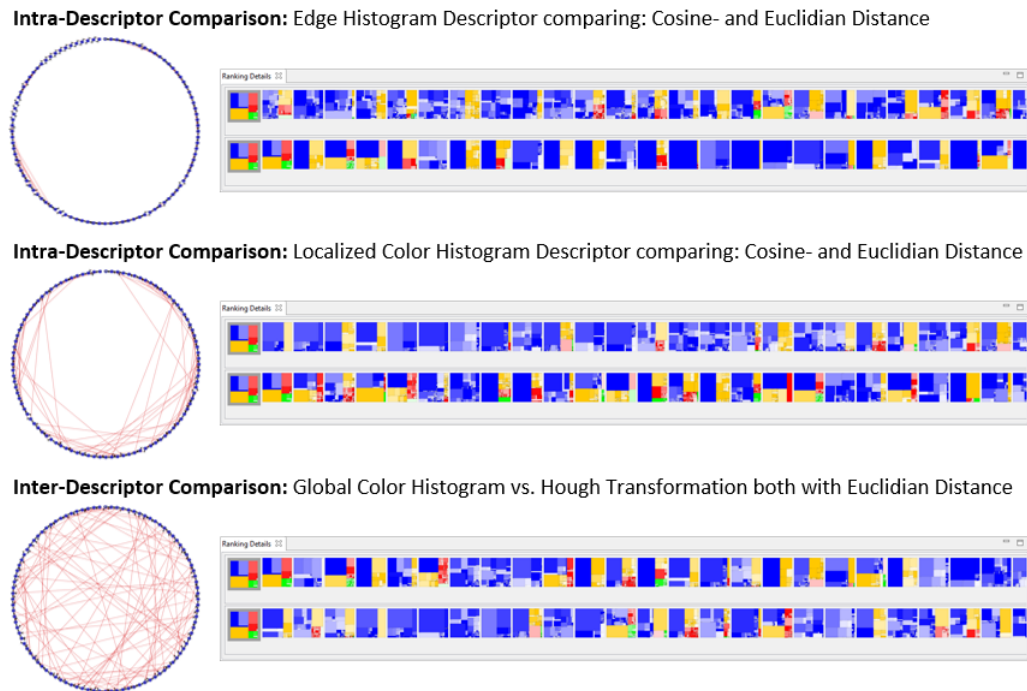 Intra-Descriptor Comparison: Edge Histogram Descriptor comparing: Cosine- and Euclidian Distance
Ranking Details
Intra-Descriptor Comparison: Localized Color Histogram Descriptor comparing: Cosine- and Euclidian Distance
Ranking Details
Inter-Descriptor Comparison: Global Color Histogram vs. Hough Transformation both with Euclidian Distance
Ranking Details